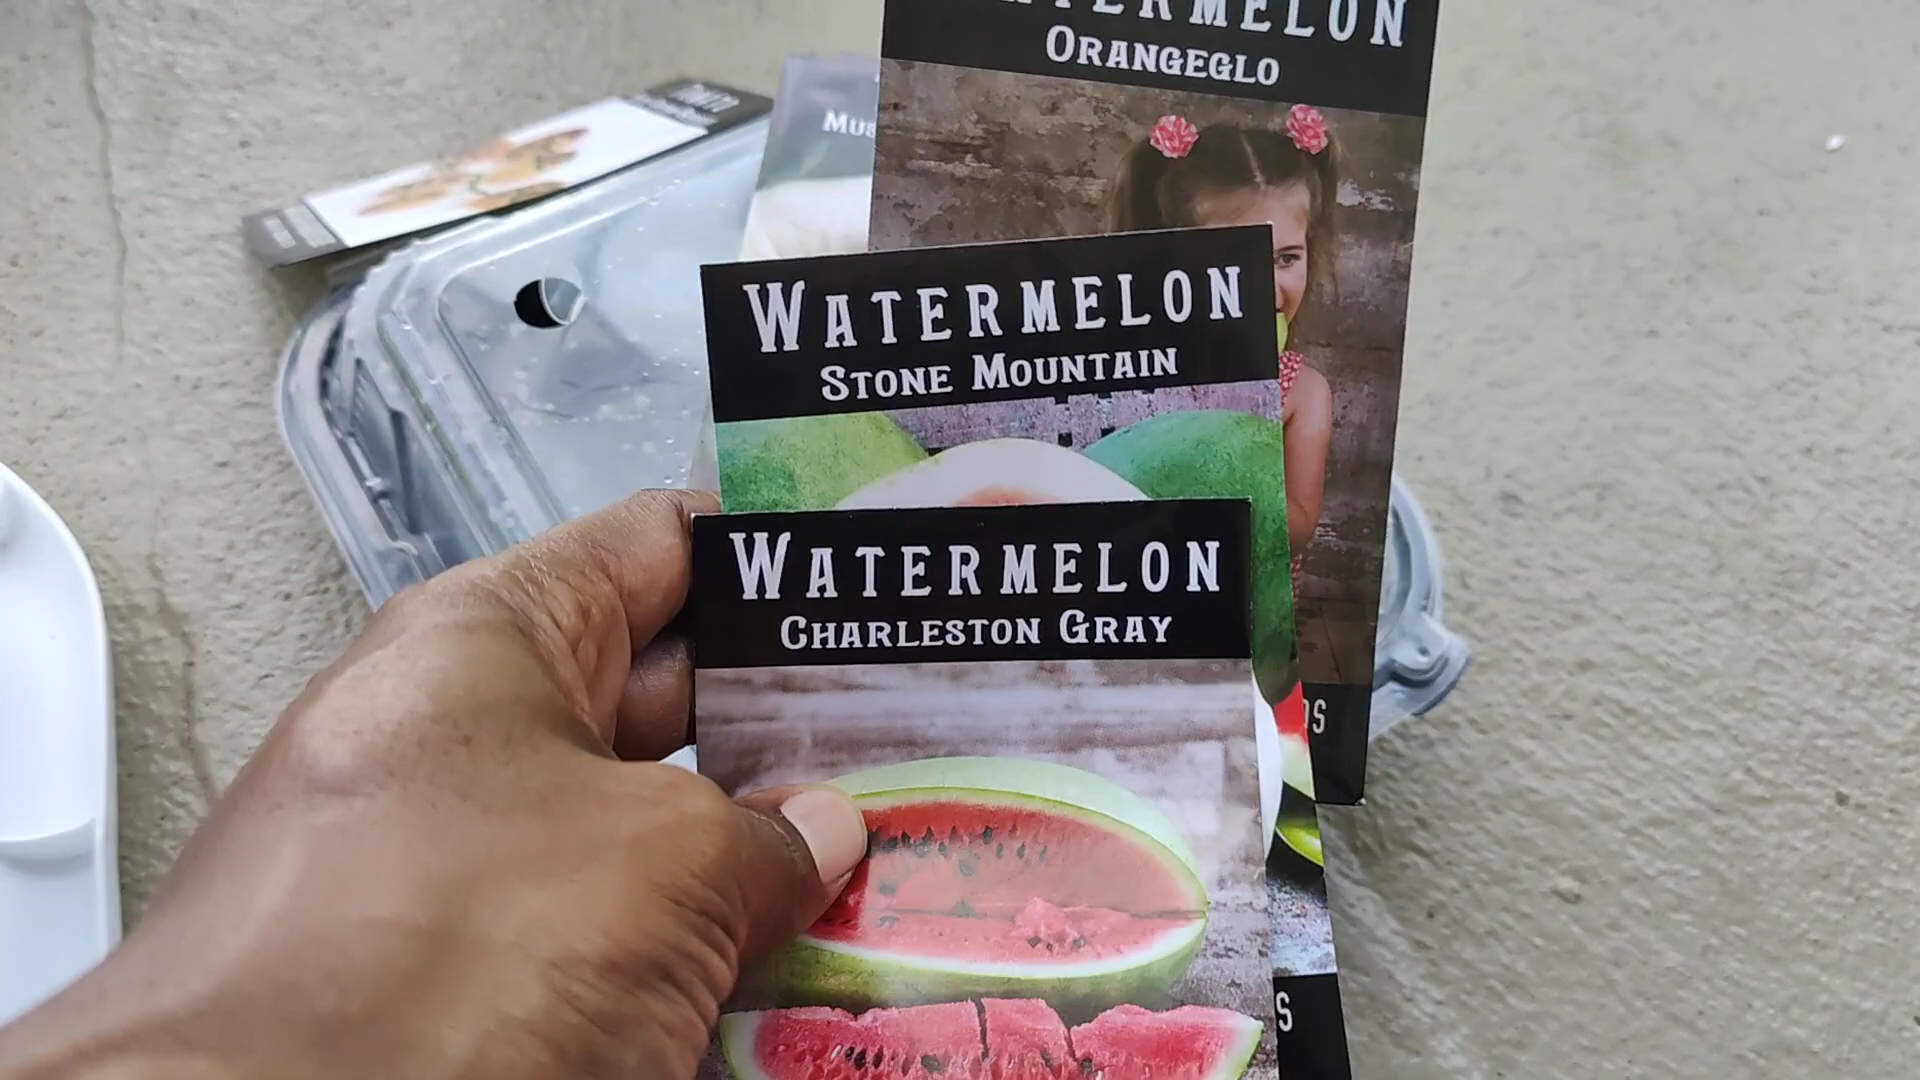 WATERMELON
ORANGEGLO
WATERMELON
STONE MOUNTAIN
WATERMELON
CHARLESTON GRAY